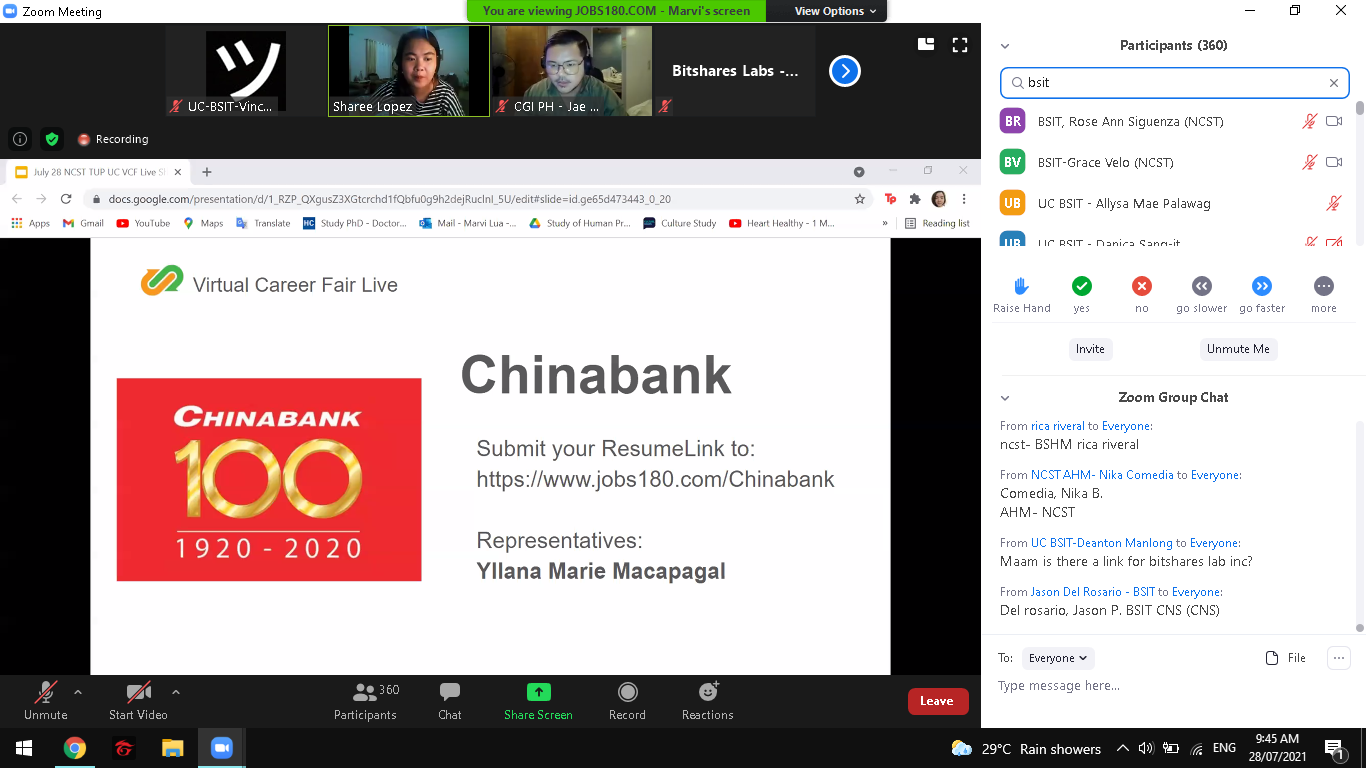 Zoom Meeting
You are viewing JOBS180.COM - Marvi's screen
View Options
ツ
UC-BSIT-Vinc...
Sharee Lopez
CGI PH - Jae ...
Bitshares Labs -...
Recording
July 28 NCST TUP UC VCF Live Sl
docs.google.com/presentation/d/1_RZP_QXgusZ3XGtcrchd1fQbfu0g9h2dejRuclnl_5U/edit#slide=id.ge65d473443_0_20
Apps
Gmail
YouTube
Maps
Translate
HC
Study PhD - Doctor...
Mail - Marvi Lua -...
Study of Human Pr...
Culture Study
Heart Healthy - 1 M...
»
Reading list
Virtual Career Fair Live
CHINABANK
100
1920 - 2020
Chinabank
Submit your ResumeLink to:
https://www.jobs180.com/Chinabank
Representatives:
Yllana Marie Macapagal
Unmute
Start Video
360
Participants
Chat
Share Screen
Record
Reactions
Leave
Participants (360)
bsit
BR
BSIT, Rose Ann Siguenza (NCST)
BV
BSIT-Grace Velo (NCST)
UB
UC BSIT - Allysa Mae Palawag
UB
UC BSIT - Danica Sang-it
Raise Hand
yes
no
go slower
go faster
more
Invite
Unmute Me
Zoom Group Chat
From rica riveral to Everyone:
ncst- BSHM rica riveral
From NCST AHM- Nika Comedia to Everyone:
Comedia, Nika B.
AHM- NCST
From UC BSIT-Deanton Manlong to Everyone:
Maam is there a link for bitshares lab inc?
From Jason Del Rosario - BSIT to Everyone:
Del rosario, Jason P. BSIT CNS (CNS)
To:
Everyone
File
Type message here...
29°C Rain showers
ENG
9:45 AM
28/07/2021
1